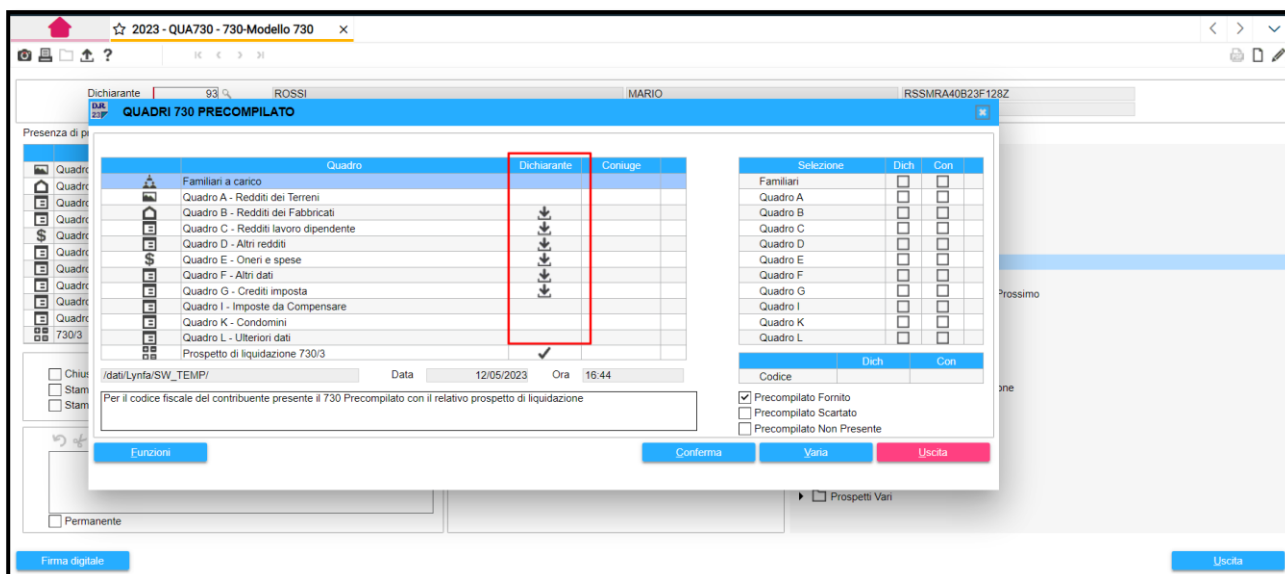 2023 - QUA730 - 730-Modello 730
Dichiarante 93 ROSSI MARIO RSSMRA40B23F128Z
QUADRI 730 PRECOMPILATO
Presenza di
Quadro Dichiarante Coniuge
Familiari a carico
Quadro A - Redditi dei Terreni
Quadro B - Redditi dei Fabbricati
Quadro C - Redditi lavoro dipendente
Quadro D - Altri redditi
Quadro E - Oneri e spese
Quadro F - Altri dati
Quadro G - Crediti imposta
Quadro I - Imposte da Compensare
Quadro K - Condomini
Quadro L - Ulteriori dati
Prospetto di liquidazione 730/3
Selezione Dich Con
Familiari
Quadro A
Quadro B
Quadro C
Quadro D
Quadro E
Quadro F
Quadro G
Quadro I
Quadro K
Quadro L
Dich Con
Codice
730/3
Prossimo
/dati/Lynfa/SW_TEMP/ Data 12/05/2023 Ora 16:44
Per il codice fiscale del contribuente presente il 730 Precompilato con il relativo prospetto di liquidazione
Precompilato Fornito
Precompilato Scartato
Precompilato Non Presente
Funzioni Conferma Varia Uscita
Prospetti Vari
Permanente
Firma digitale Uscita